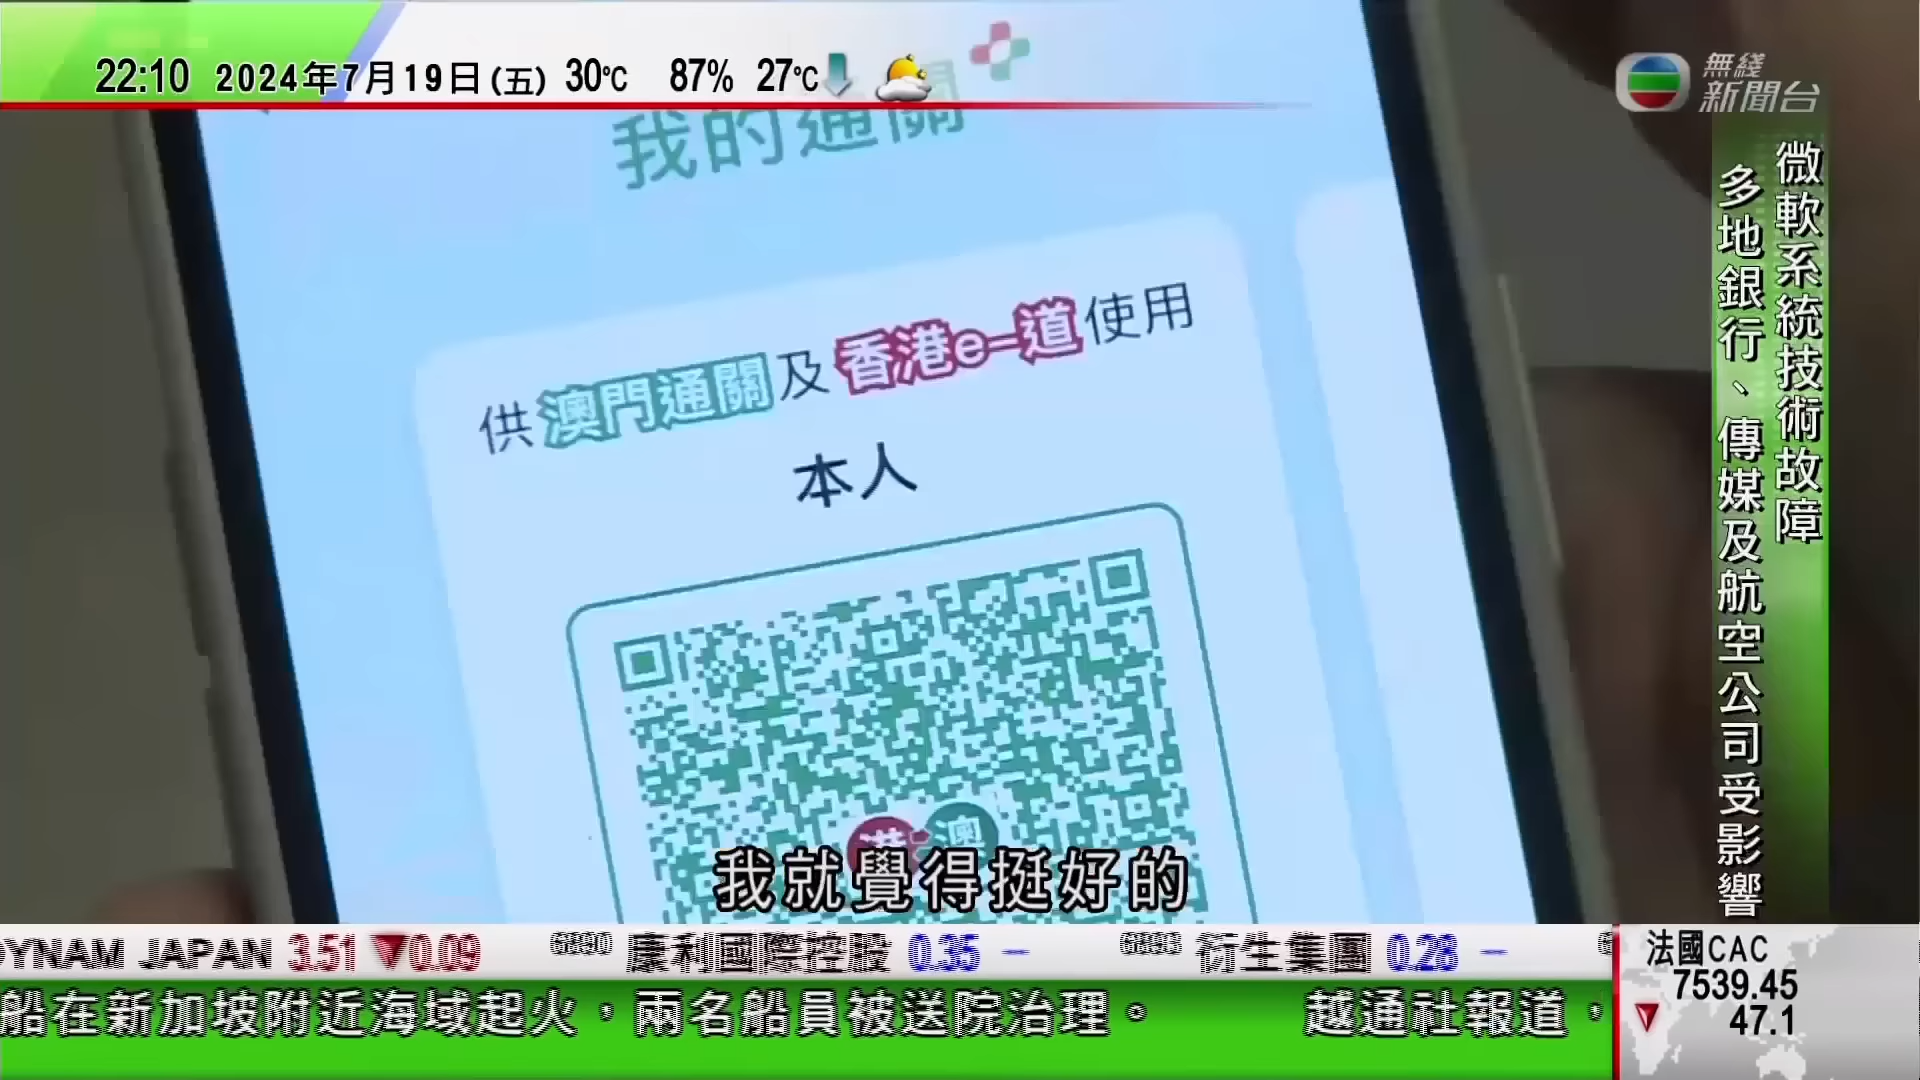 22:10 2024年7月19日(五) 30℃ 87% 27℃
無綫
新聞台
微軟系統技術故障
多地銀行、傳媒及航空公司受影響
我的通關
供澳門通關及香港e-道使用
本人
港 澳
我就覺得挺好的
DYNAM JAPAN 3.51 ▼0.09 6890 康利國際控股 0.35 － 6893 衍生集團 0.28 －
法國CAC
7539.45
▼ 47.1
船在新加坡附近海域起火，兩名船員被送院治理。 越通社報道，